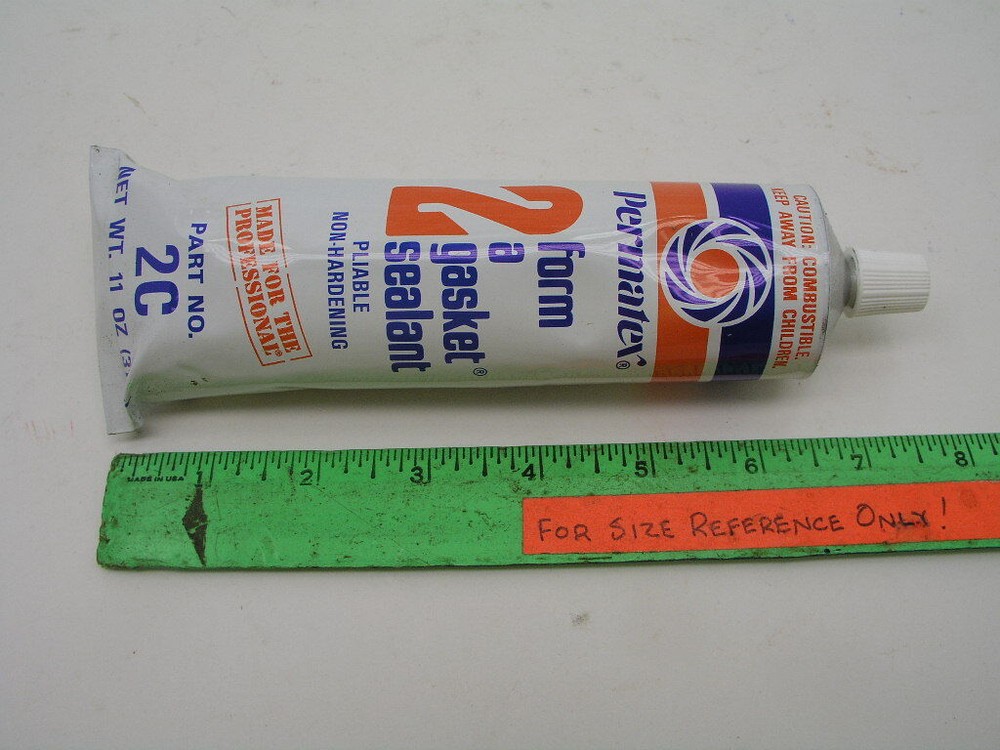 CAUTION: COMBUSTIBLE.
KEEP AWAY FROM CHILDREN.
Permatex®
2
form
a
gasket®
sealant
PLIABLE
NON-HARDENING
MADE FOR THE
PROFESSIONAL®
PART NO.
2C
NET WT. 11 OZ
1 2 3 4 5 6 7 8
MADE IN USA
FOR SIZE REFERENCE ONLY!